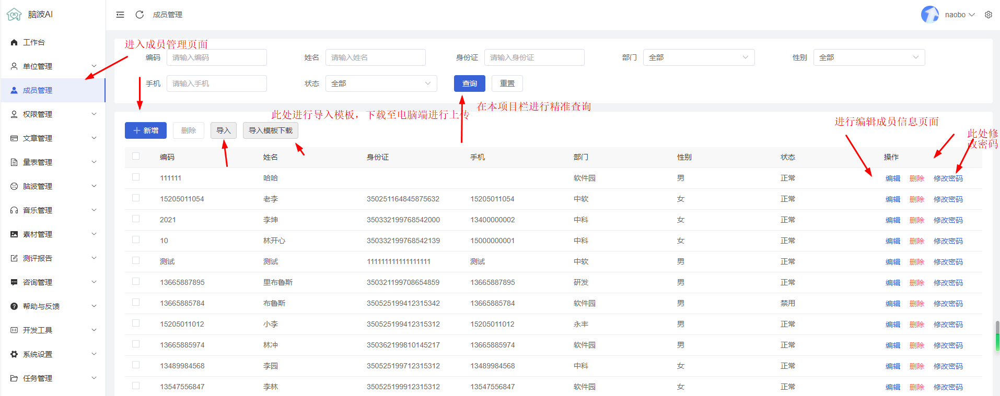 脑波AI
成员管理
naobo
工作台
单位管理
成员管理
权限管理
文章管理
量表管理
脑波管理
音乐管理
素材管理
测评报告
咨询管理
帮助与反馈
开发工具
系统设置
任务管理
进入成员管理页面
编码 请输入编码 姓名 请输入姓名 身份证 请输入身份证 部门 全部 性别 全部
手机 请输入手机 状态 全部 查询 重置
在本项目栏进行精准查询
此处进行导入模板，下载至电脑端进行上传
进行编辑成员信息页面
此处修
改密码
新增 删除 导入 导入模板下载
编码 姓名 身份证 手机 部门 性别 状态 操作
111111 哈哈 软件园 男 正常 编辑 删除 修改密码
15205011054 老李 350251164845875632 15205011054 中软 女 正常 编辑 删除 修改密码
2021 李坤 350332199768542000 13400000002 中科 女 正常 编辑 删除 修改密码
10 林开心 350332199768542139 15000000001 中科 女 正常 编辑 删除 修改密码
测试 测试 111111111111111111 测试 中软 男 正常 编辑 删除 修改密码
13665887895 里布鲁斯 350321199708654859 13665887895 研发 男 正常 编辑 删除 修改密码
13665885784 布鲁斯 350525199412315342 13665885784 软件园 男 禁用 编辑 删除 修改密码
15205011012 小李 350525199412315312 15205011012 永丰 男 正常 编辑 删除 修改密码
13665885974 林冲 350362199810145217 13665885974 软件园 男 正常 编辑 删除 修改密码
13489984568 李园 350525199712315312 13489984568 中科 女 正常 编辑 删除 修改密码
13547556847 李林 350525199912315312 13547556847 软件园 女 正常 编辑 删除 修改密码